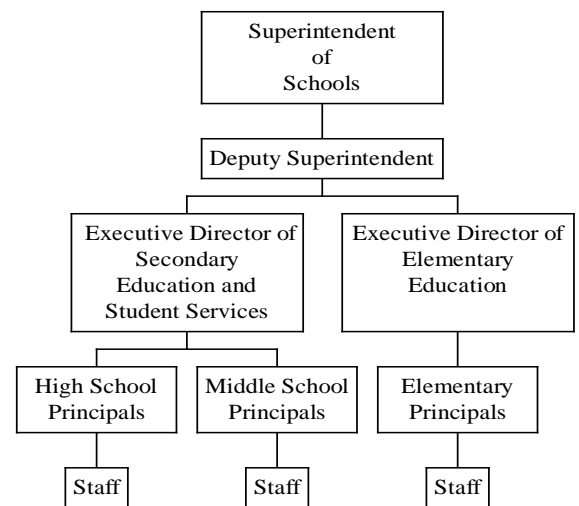 Superintendent
of
Schools
Deputy Superintendent
Executive Director of
Secondary
Education and
Student Services
Executive Director of
Elementary
Education
High School
Principals
Middle School
Principals
Elementary
Principals
Staff
Staff
Staff